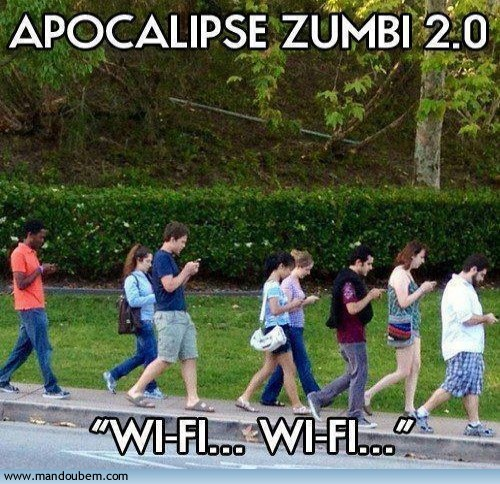 APOCALIPSE ZUMBI 2.0
"WI-FI... WI-FI..."
www.mandoubem.com